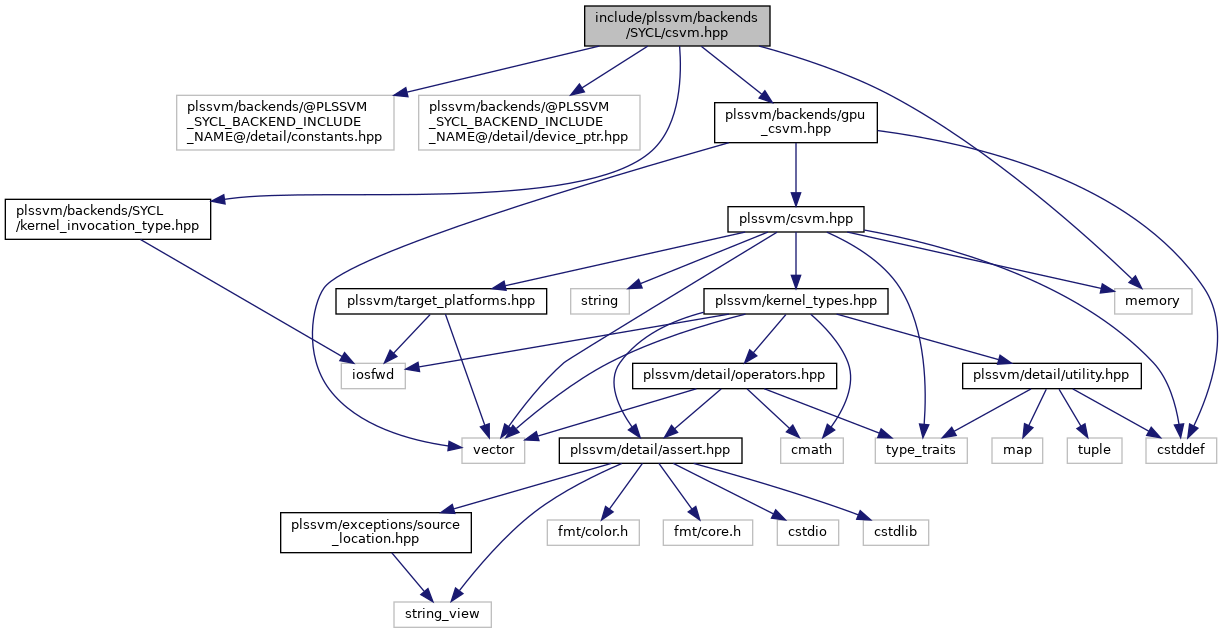 include/plssvm/backends
/SYCL/csvm.hpp
plssvm/backends/@PLSSVM
_SYCL_BACKEND_INCLUDE
_NAME@/detail/constants.hpp
plssvm/backends/@PLSSVM
_SYCL_BACKEND_INCLUDE
_NAME@/detail/device_ptr.hpp
plssvm/backends/gpu
_csvm.hpp
plssvm/backends/SYCL
/kernel_invocation_type.hpp
plssvm/csvm.hpp
plssvm/target_platforms.hpp
string
plssvm/kernel_types.hpp
memory
iosfwd
plssvm/detail/operators.hpp
plssvm/detail/utility.hpp
vector
plssvm/detail/assert.hpp
cmath
type_traits
map
tuple
cstddef
plssvm/exceptions/source
_location.hpp
fmt/color.h
fmt/core.h
cstdio
cstdlib
string_view